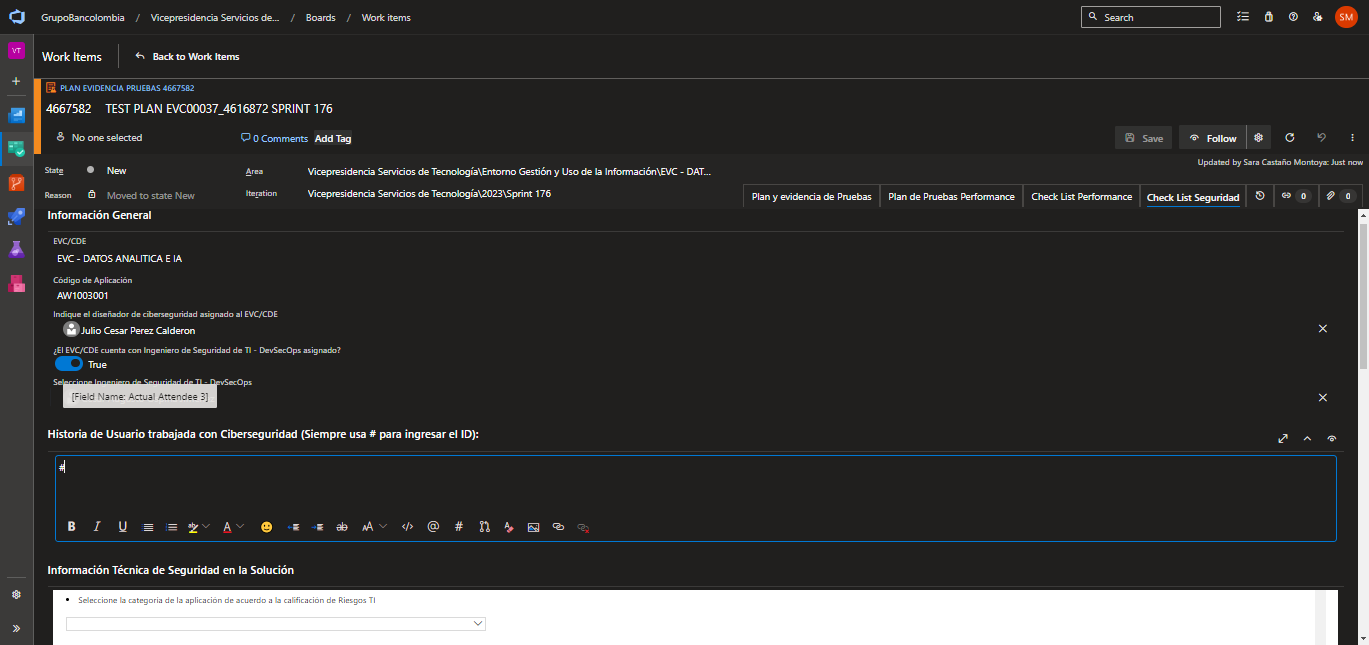 GrupoBancolombia / Vicepresidencia Servicios de... / Boards / Work items
Search
SM
VT
Work Items
Back to Work Items
PLAN EVIDENCIA PRUEBAS 4667582
4667582 TEST PLAN EVC00037_4616872 SPRINT 176
No one selected
0 Comments
Add Tag
Save
Follow
Updated by Sara Castaño Montoya: Just now
State New
Area Vicepresidencia Servicios de Tecnología\Entorno Gestión y Uso de la Información\EVC - DAT...
Reason Moved to state New
Iteration Vicepresidencia Servicios de Tecnología\2023\Sprint 176
Plan y evidencia de Pruebas
Plan de Pruebas Performance
Check List Performance
Check List Seguridad
0
0
Información General
EVC/CDE
EVC - DATOS ANALITICA E IA
Código de Aplicación
AW1003001
Indique el diseñador de ciberseguridad asignado al EVC/CDE
Julio Cesar Perez Calderon
¿El EVC/CDE cuenta con Ingeniero de Seguridad de TI - DevSecOps asignado?
True
Seleccione Ingeniero de Seguridad de TI - DevSecOps
[Field Name: Actual Attendee 3]
Historia de Usuario trabajada con Ciberseguridad (Siempre usa # para ingresar el ID):
#
Información Técnica de Seguridad en la Solución
• Seleccione la categoría de la aplicación de acuerdo a la calificación de Riesgos TI